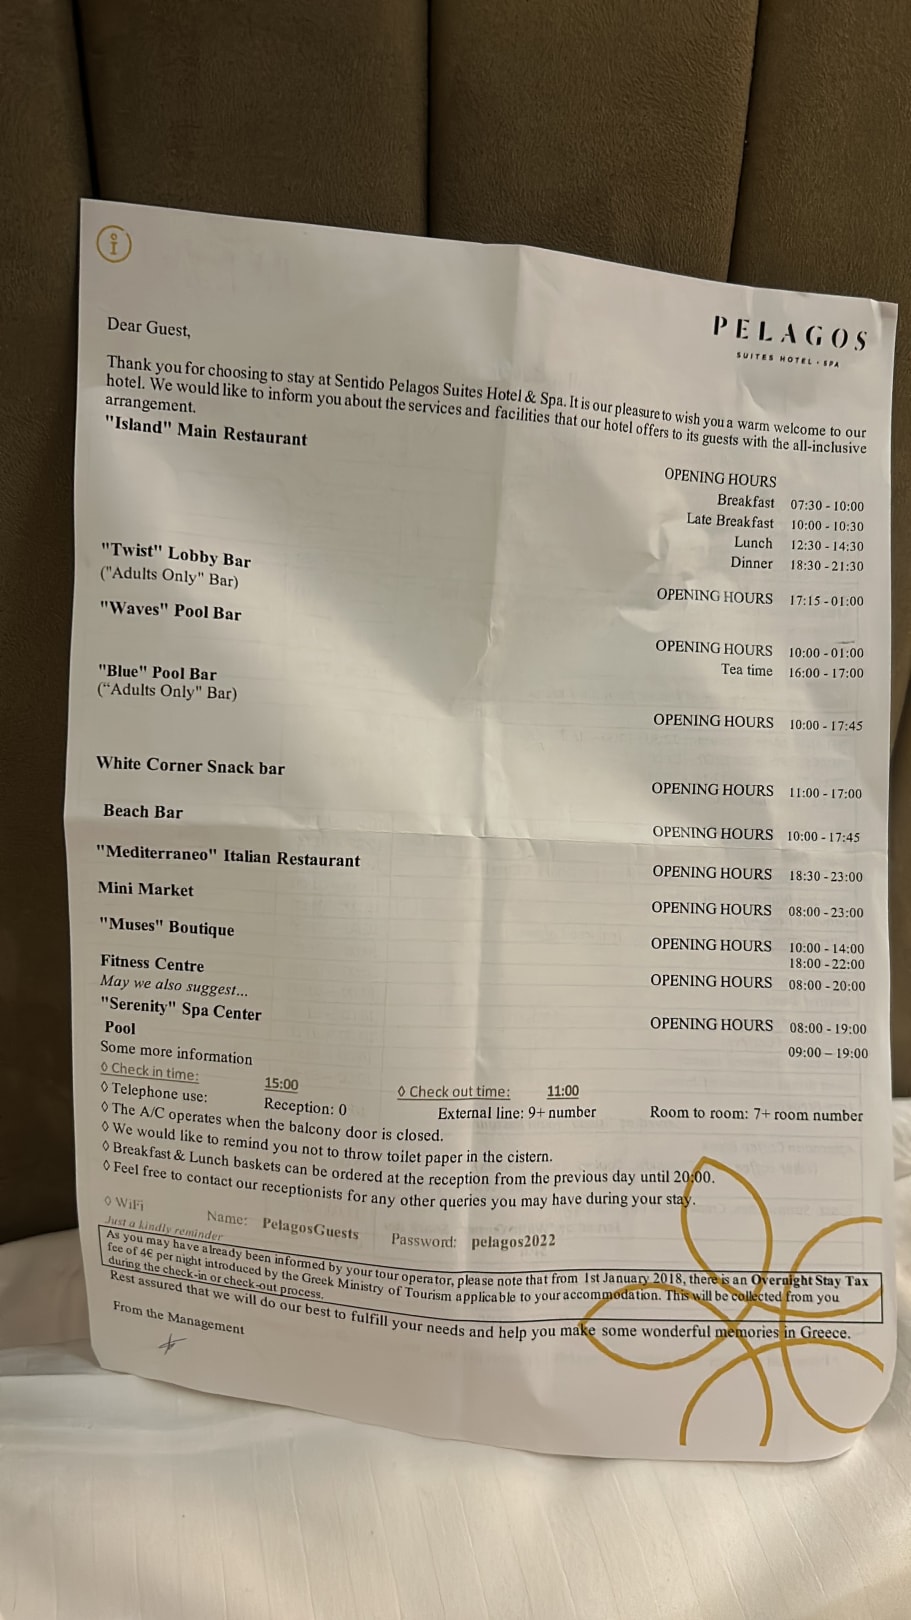 i
PELAGOS
SUITES HOTEL • SPA
Dear Guest,
Thank you for choosing to stay at Sentido Pelagos Suites Hotel & Spa. It is our pleasure to wish you a warm welcome to our
hotel. We would like to inform you about the services and facilities that our hotel offers to its guests with the all-inclusive
arrangement.
"Island" Main Restaurant
OPENING HOURS
Breakfast 07:30 - 10:00
Late Breakfast 10:00 - 10:30
Lunch 12:30 - 14:30
Dinner 18:30 - 21:30
"Twist" Lobby Bar
("Adults Only" Bar)
OPENING HOURS 17:15 - 01:00
"Waves" Pool Bar
OPENING HOURS 10:00 - 01:00
Tea time 16:00 - 17:00
"Blue" Pool Bar
("Adults Only" Bar)
OPENING HOURS 10:00 - 17:45
White Corner Snack bar
OPENING HOURS 11:00 - 17:00
Beach Bar
OPENING HOURS 10:00 - 17:45
"Mediterraneo" Italian Restaurant
OPENING HOURS 18:30 - 23:00
Mini Market
OPENING HOURS 08:00 - 23:00
"Muses" Boutique
OPENING HOURS 10:00 - 14:00
18:00 - 22:00
Fitness Centre
OPENING HOURS 08:00 - 20:00
May we also suggest...
"Serenity" Spa Center
OPENING HOURS 08:00 - 19:00
Pool
09:00 – 19:00
Some more information
◊ Check in time: 15:00 ◊ Check out time: 11:00
◊ Telephone use: Reception: 0 External line: 9+ number Room to room: 7+ room number
◊ The A/C operates when the balcony door is closed.
◊ We would like to remind you not to throw toilet paper in the cistern.
◊ Breakfast & Lunch baskets can be ordered at the reception from the previous day until 20:00.
◊ Feel free to contact our receptionists for any other queries you may have during your stay.
◊ WiFi Name: PelagosGuests Password: pelagos2022
Just a kindly reminder
As you may have already been informed by your tour operator, please note that from 1st January 2018, there is an Overnight Stay Tax
fee of 4€ per night introduced by the Greek Ministry of Tourism applicable to your accommodation. This will be collected from you
during the check-in or check-out process.
Rest assured that we will do our best to fulfill your needs and help you make some wonderful memories in Greece.
From the Management